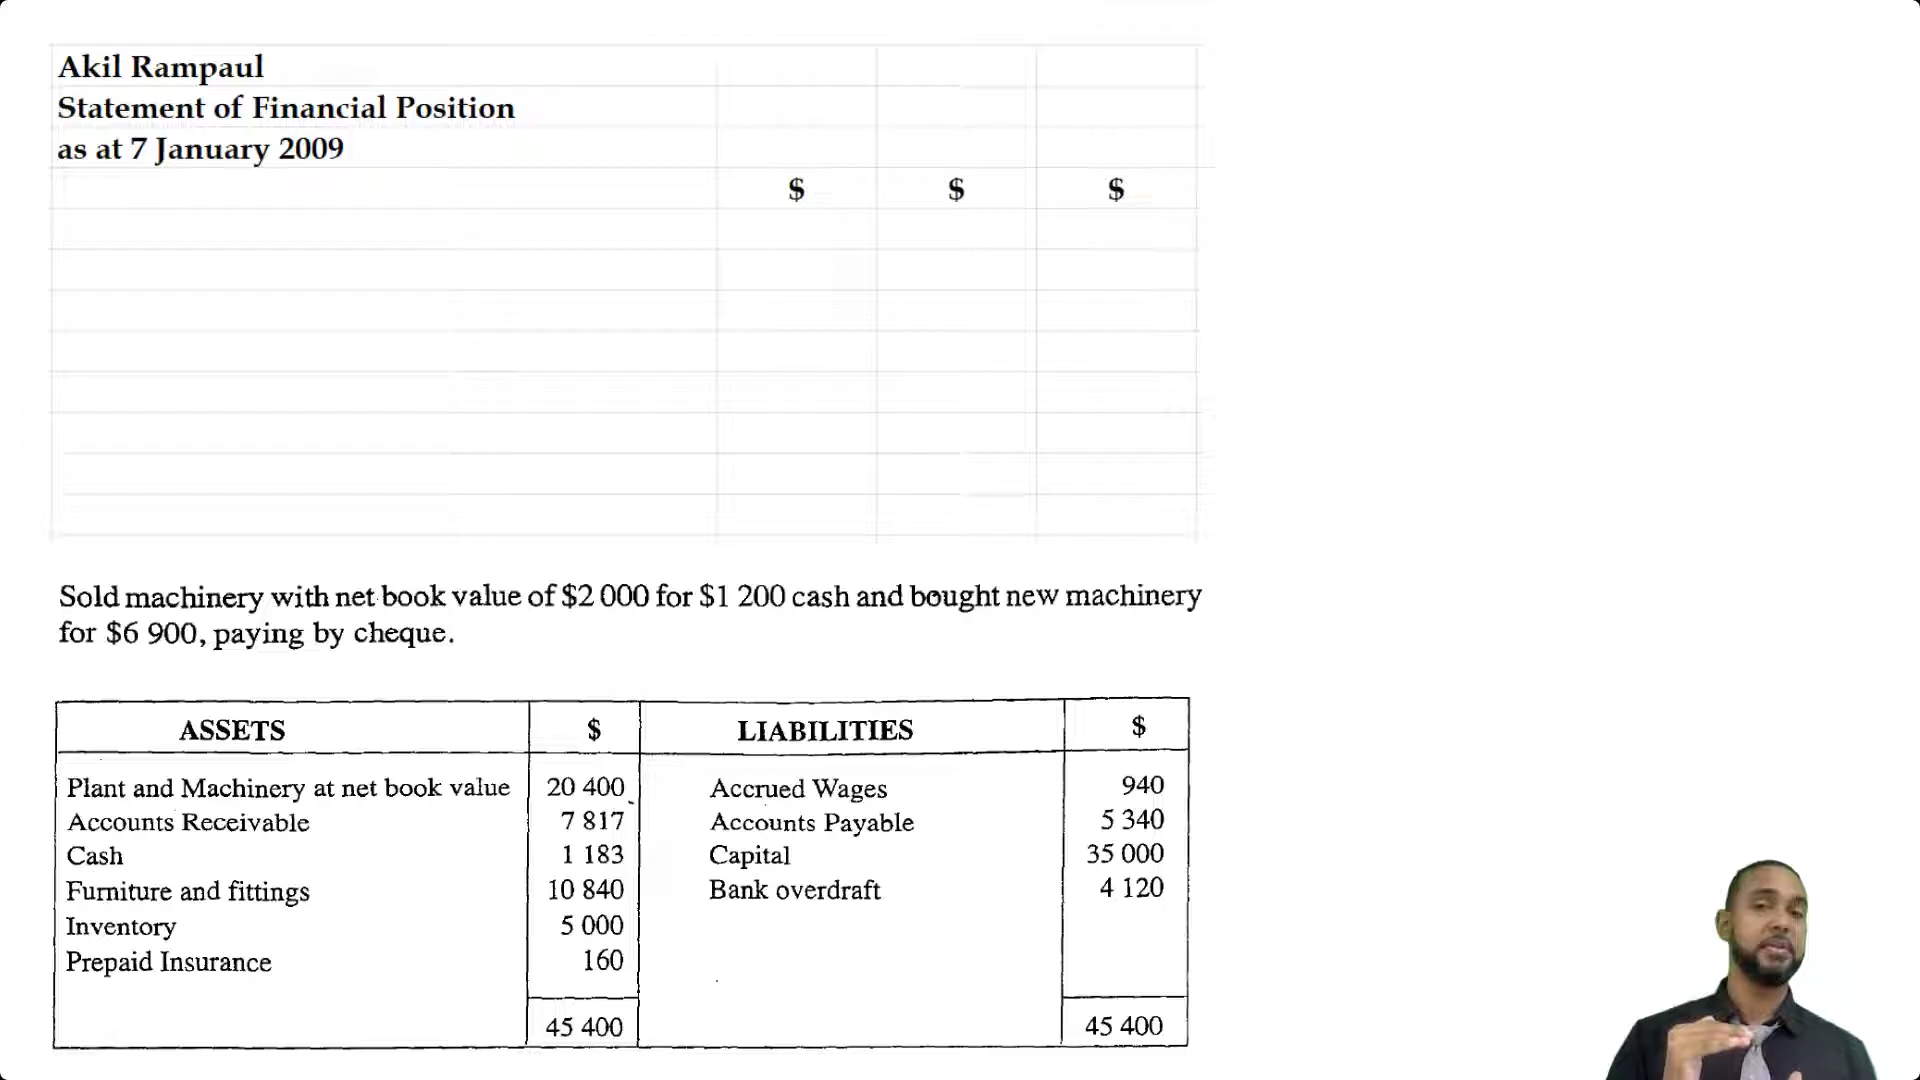 Akil Rampaul
Statement of Financial Position
as at 7 January 2009
$ $ $
Sold machinery with net book value of $2 000 for $1 200 cash and bought new machinery
for $6 900, paying by cheque.
ASSETS $ LIABILITIES $
Plant and Machinery at net book value 20 400 Accrued Wages 940
Accounts Receivable 7 817 Accounts Payable 5 340
Cash 1 183 Capital 35 000
Furniture and fittings 10 840 Bank overdraft 4 120
Inventory 5 000
Prepaid Insurance 160
45 400 45 400